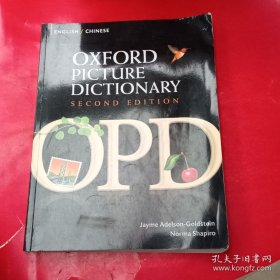 ENGLISH / CHINESE
OXFORD
PICTURE
DICTIONARY
SECOND EDITION
OPD
Jayme Adelson-Goldstein
Norma Shapiro
孔夫子旧书网